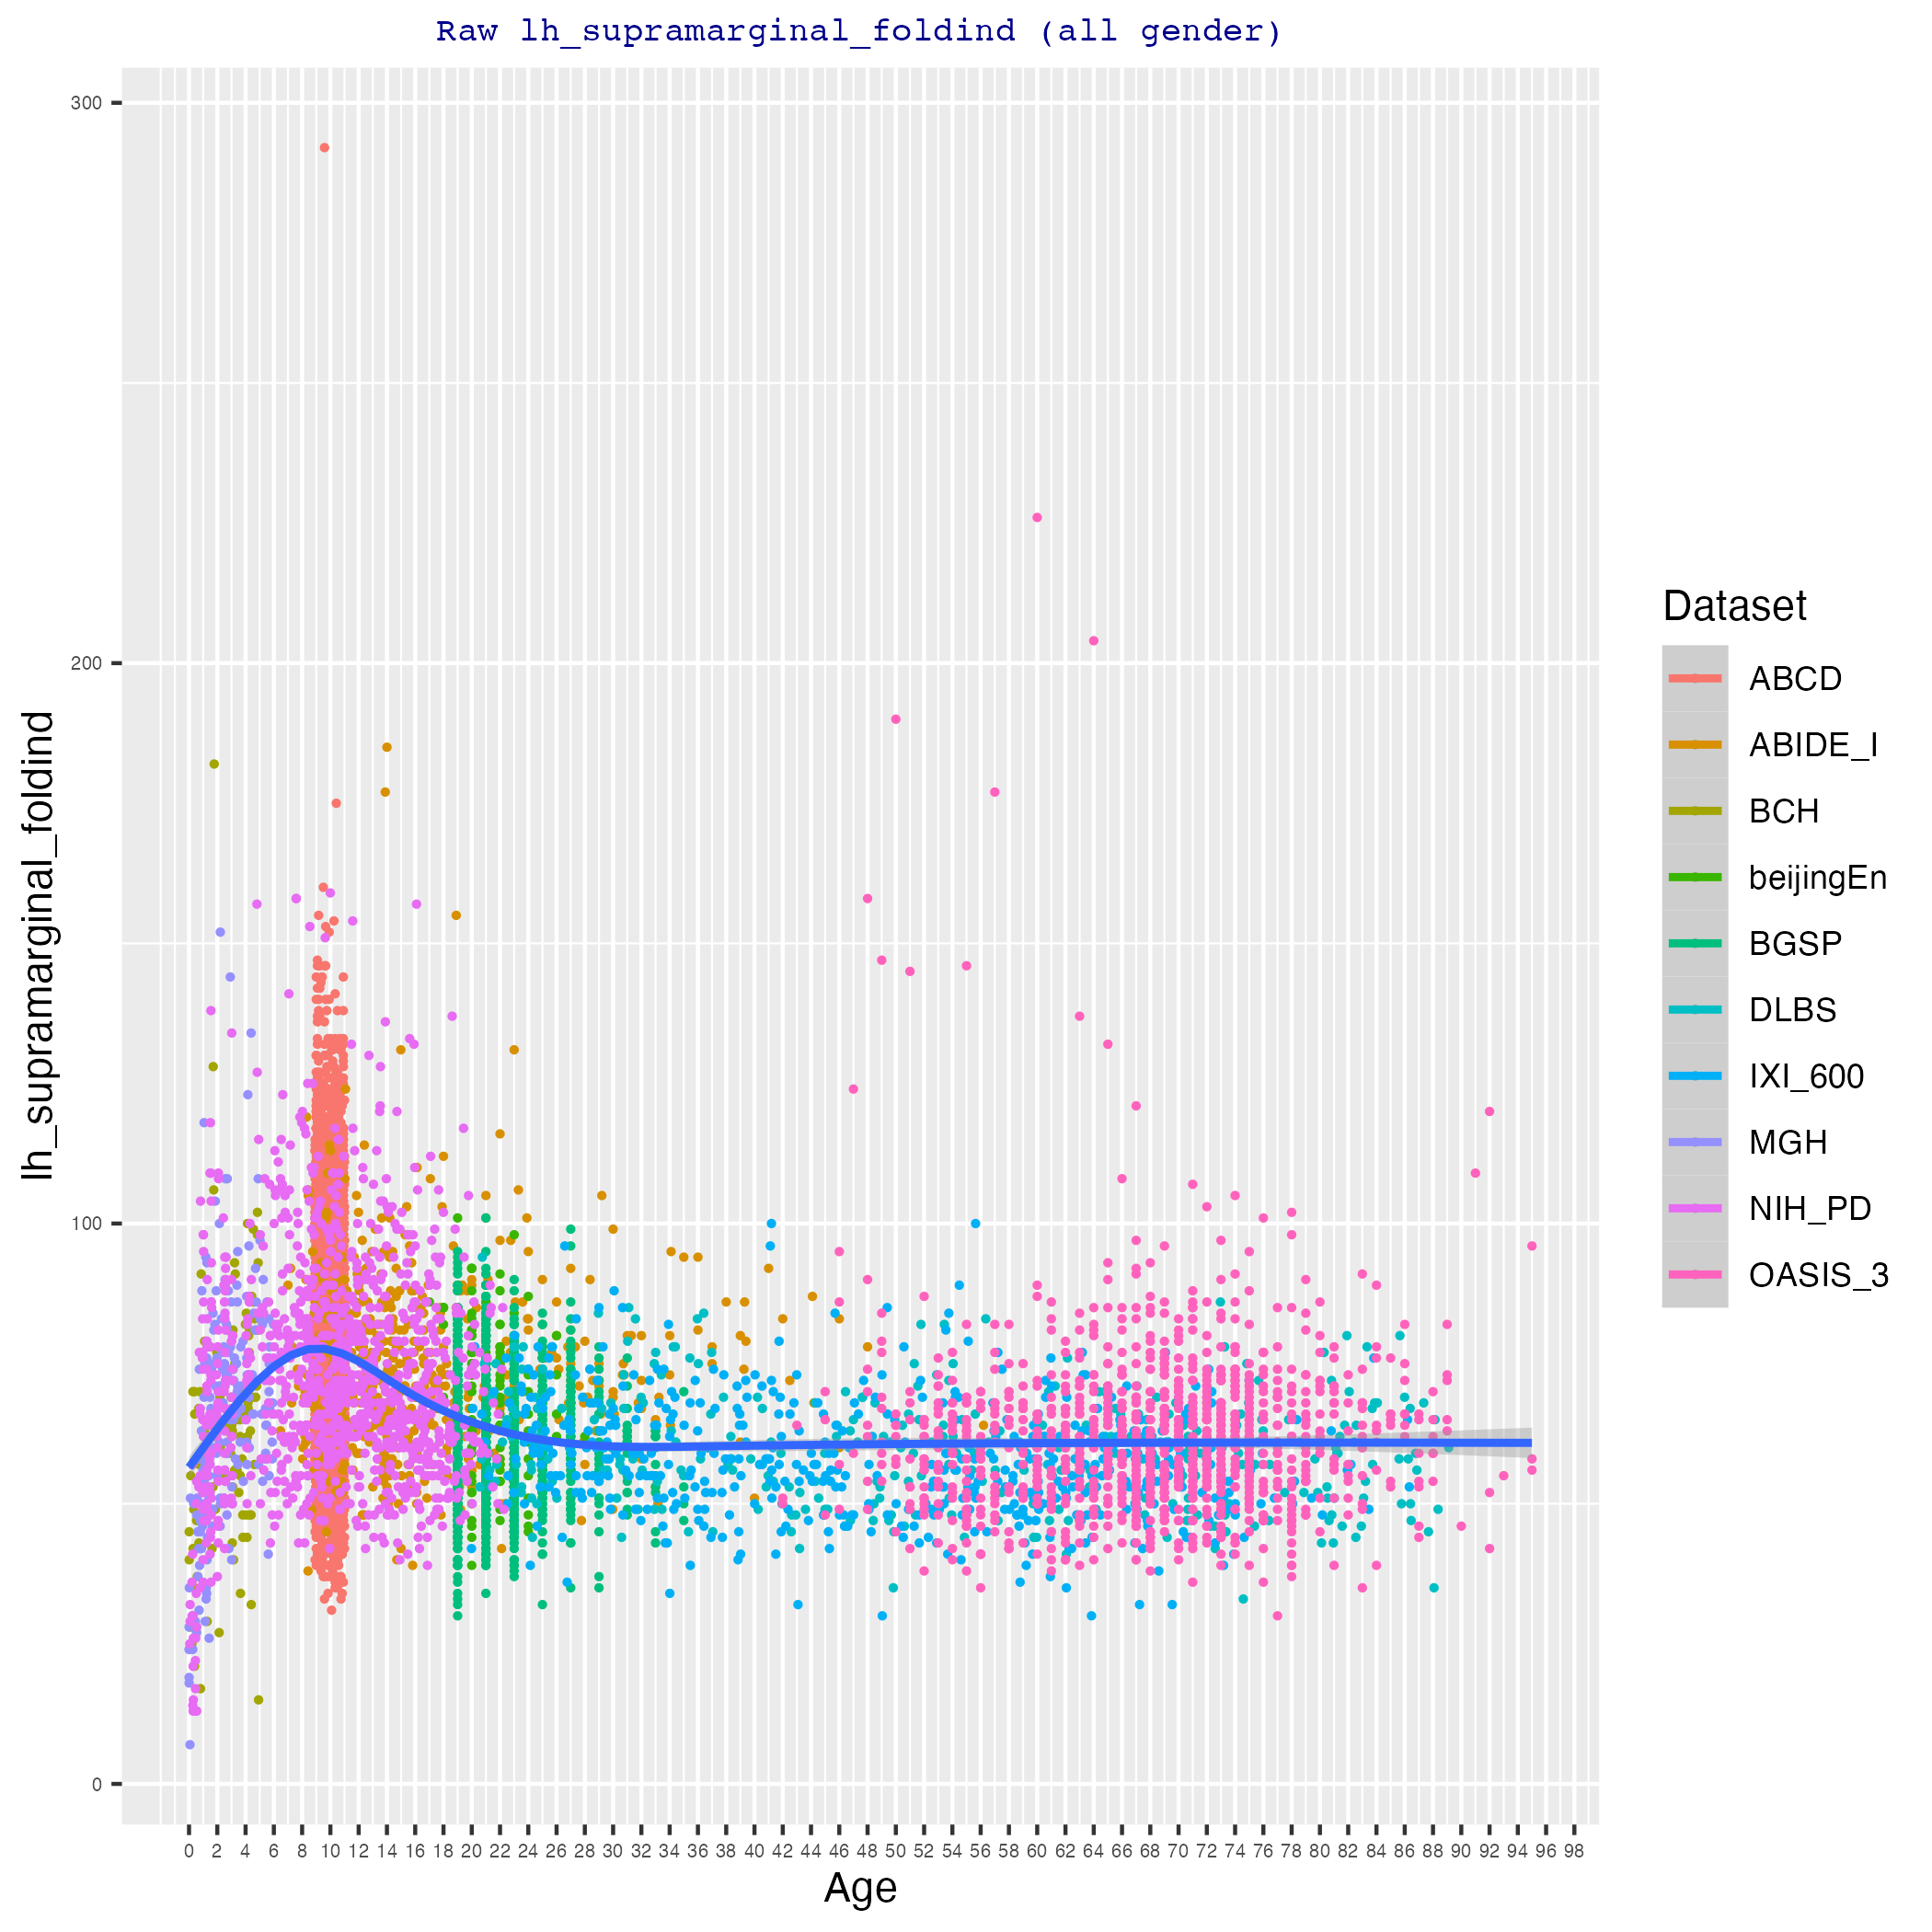 Raw lh_supramarginal_foldind (all gender)
300
200
100
0
lh_supramarginal_foldind
0 2 4 6 8 10 12 14 16 18 20 22 24 26 28 30 32 34 36 38 40 42 44 46 48 50 52 54 56 58 60 62 64 66 68 70 72 74 76 78 80 82 84 86 88 90 92 94 96 98
Age
Dataset
ABCD
ABIDE_I
BCH
beijingEn
BGSP
DLBS
IXI_600
MGH
NIH_PD
OASIS_3